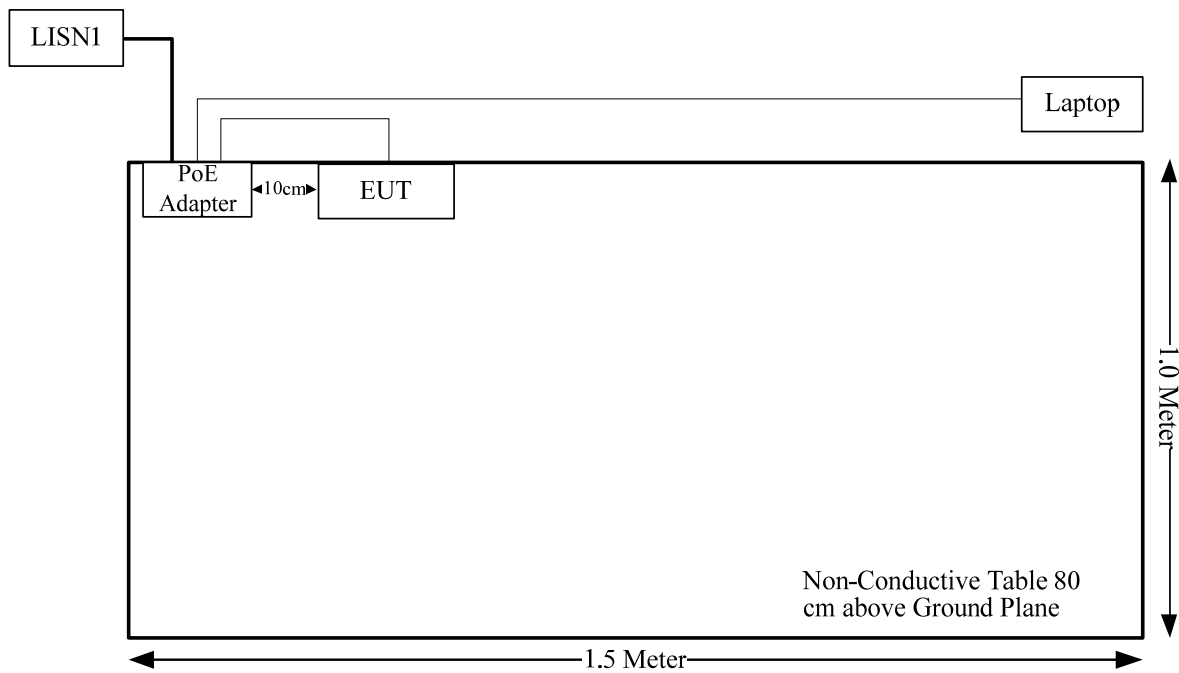 LISN1
Laptop
PoE
Adapter
10cm
EUT
1.0 Meter
Non-Conductive Table 80
cm above Ground Plane
1.5 Meter